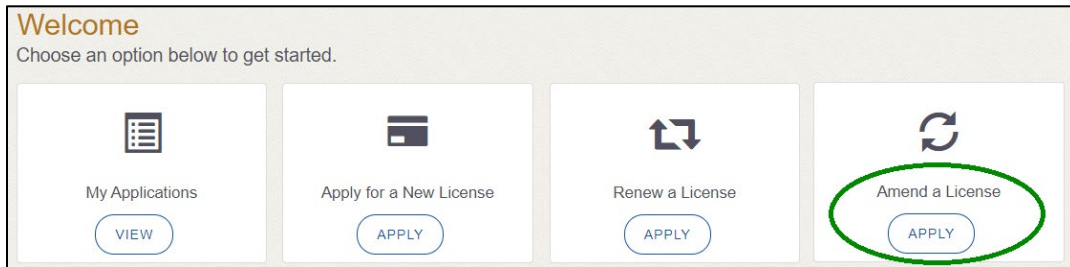 Welcome
Choose an option below to get started.
My Applications
VIEW
Apply for a New License
APPLY
Renew a License
APPLY
Amend a License
APPLY